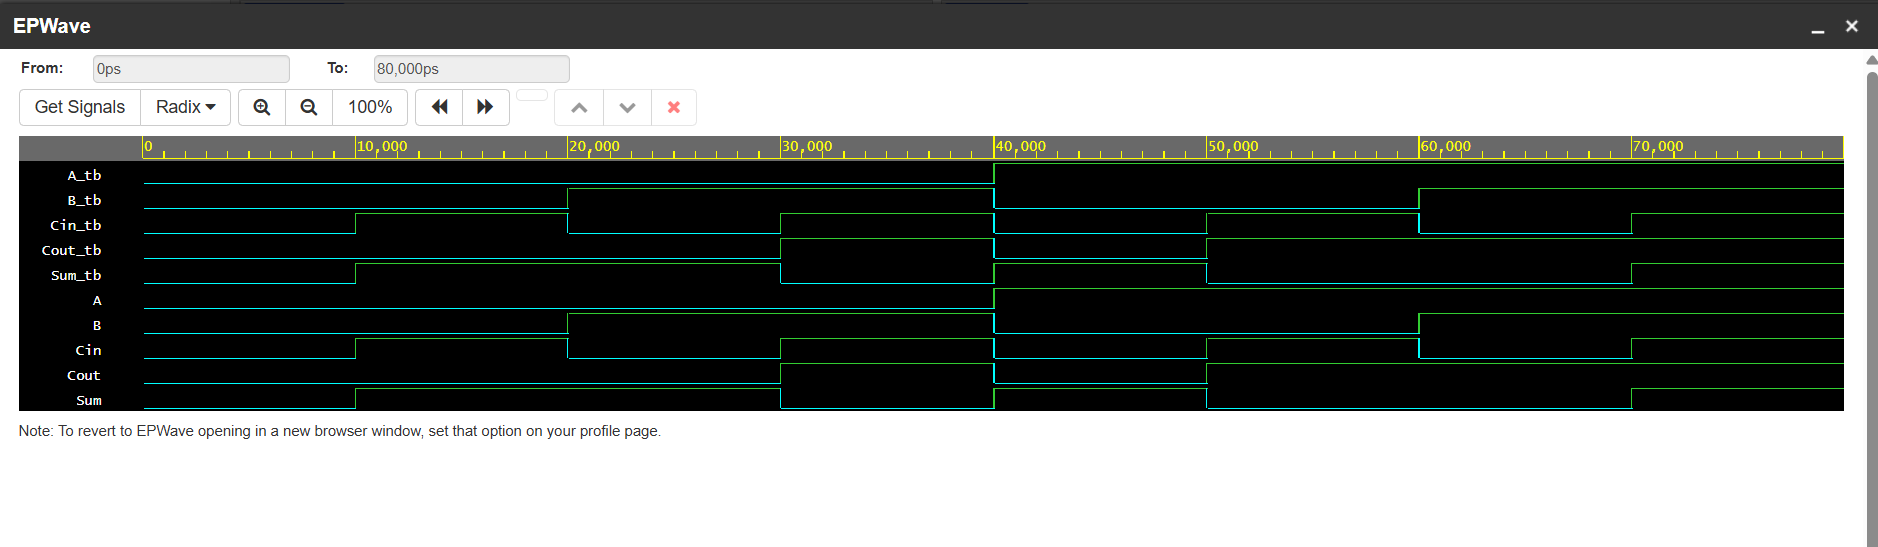 EPWave
From: 0ps To: 80,000ps
Get Signals Radix 100%
0 10,000 20,000 30,000 40,000 50,000 60,000 70,000
A_tb
B_tb
Cin_tb
Cout_tb
Sum_tb
A
B
Cin
Cout
Sum
Note: To revert to EPWave opening in a new browser window, set that option on your profile page.